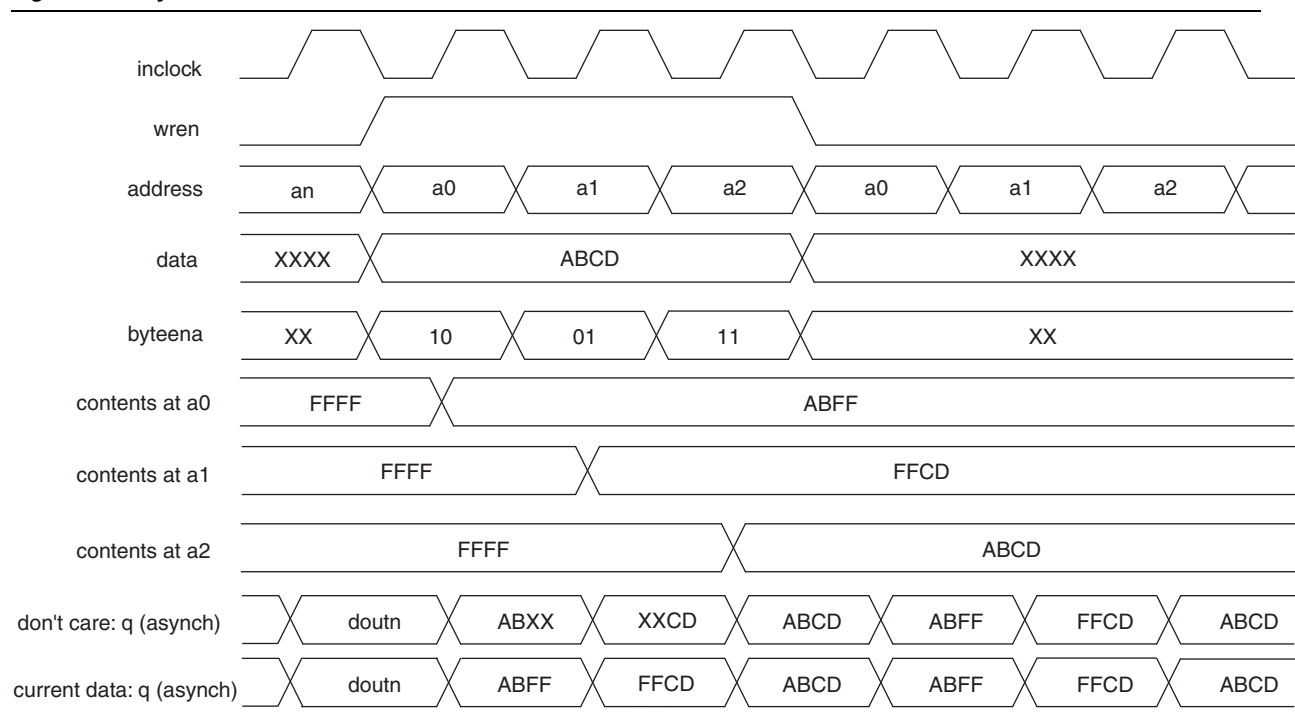 inclock
wren
address an a0 a1 a2 a0 a1 a2
data XXXX ABCD XXXX
byteena XX 10 01 11 XX
contents at a0 FFFF ABFF
contents at a1 FFFF FFCD
contents at a2 FFFF ABCD
don't care: q (asynch) doutn ABXX XXCD ABCD ABFF FFCD ABCD
current data: q (asynch) doutn ABFF FFCD ABCD ABFF FFCD ABCD